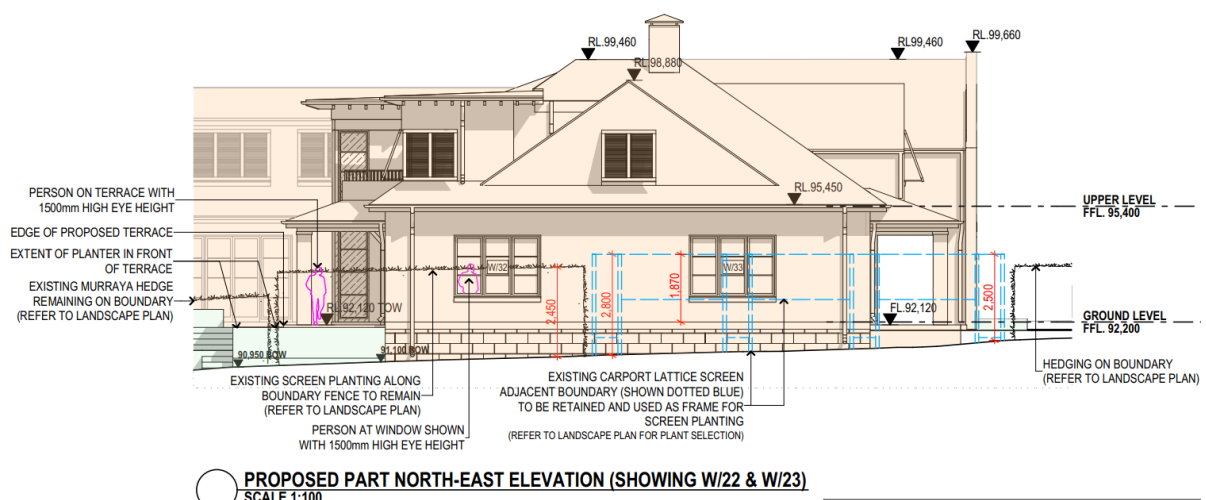 RL.99,660
RL.99,460
RL.99,460
RL.98,880
RL.95,450
UPPER LEVEL
FFL. 95,400
PERSON ON TERRACE WITH
1500mm HIGH EYE HEIGHT
EDGE OF PROPOSED TERRACE
EXTENT OF PLANTER IN FRONT
OF TERRACE
EXISTING MURRAYA HEDGE
REMAINING ON BOUNDARY
(REFER TO LANDSCAPE PLAN)
W/32
W/33
1,870
2,450
2,800
2,500
RL.92,120 TOW
FL.92,120
GROUND LEVEL
FFL. 92,200
90,950 BOW
91,100 BOW
EXISTING SCREEN PLANTING ALONG
BOUNDARY FENCE TO REMAIN
(REFER TO LANDSCAPE PLAN)
PERSON AT WINDOW SHOWN
WITH 1500mm HIGH EYE HEIGHT
EXISTING CARPORT LATTICE SCREEN
ADJACENT BOUNDARY (SHOWN DOTTED BLUE)
TO BE RETAINED AND USED AS FRAME FOR
SCREEN PLANTING
(REFER TO LANDSCAPE PLAN FOR PLANT SELECTION)
HEDGING ON BOUNDARY
(REFER TO LANDSCAPE PLAN)
PROPOSED PART NORTH-EAST ELEVATION (SHOWING W/22 & W/23)
SCALE 1:100